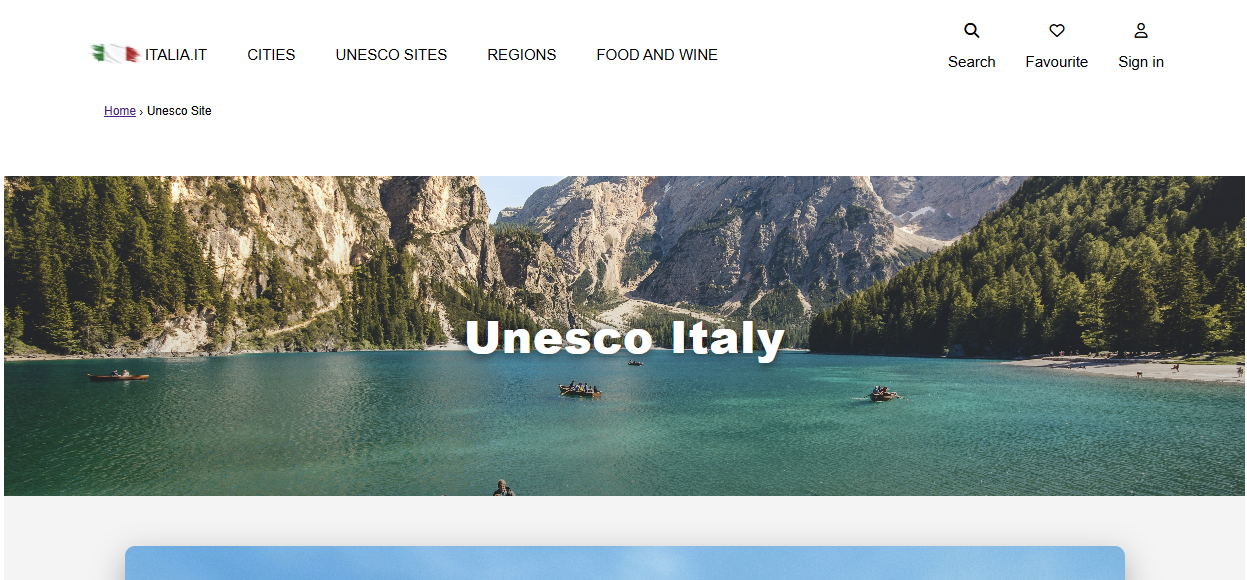 ITALIA.IT CITIES UNESCO SITES REGIONS FOOD AND WINE
Search Favourite Sign in
Home › Unesco Site
Unesco Italy